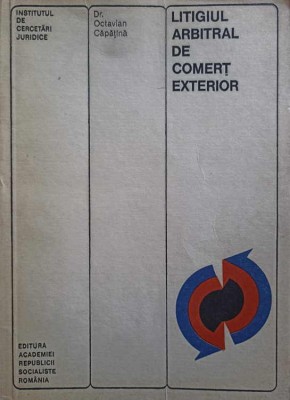 INSTITUTUL
DE
CERCETĂRI
JURIDICE
Dr.
Octavian
Căpățînă
LITIGIUL
ARBITRAL
DE
COMERȚ
EXTERIOR
EDITURA
ACADEMIEI
REPUBLICII
SOCIALISTE
ROMÂNIA